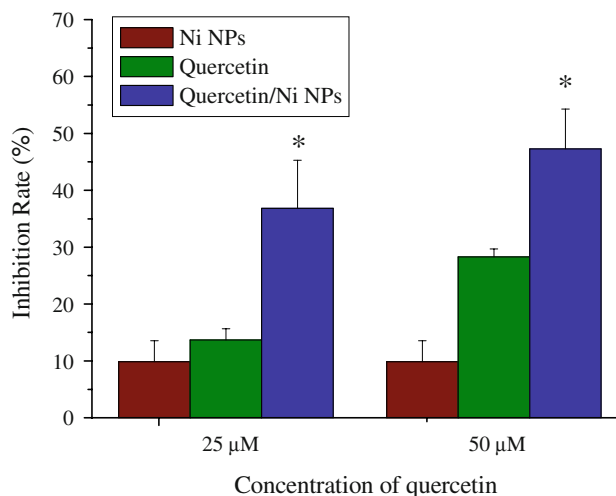 70
60
50
40
30
20
10
0
Inhibition Rate (%)
Ni NPs
Quercetin
Quercetin/Ni NPs
*
*
25 μM
50 μM
Concentration of quercetin